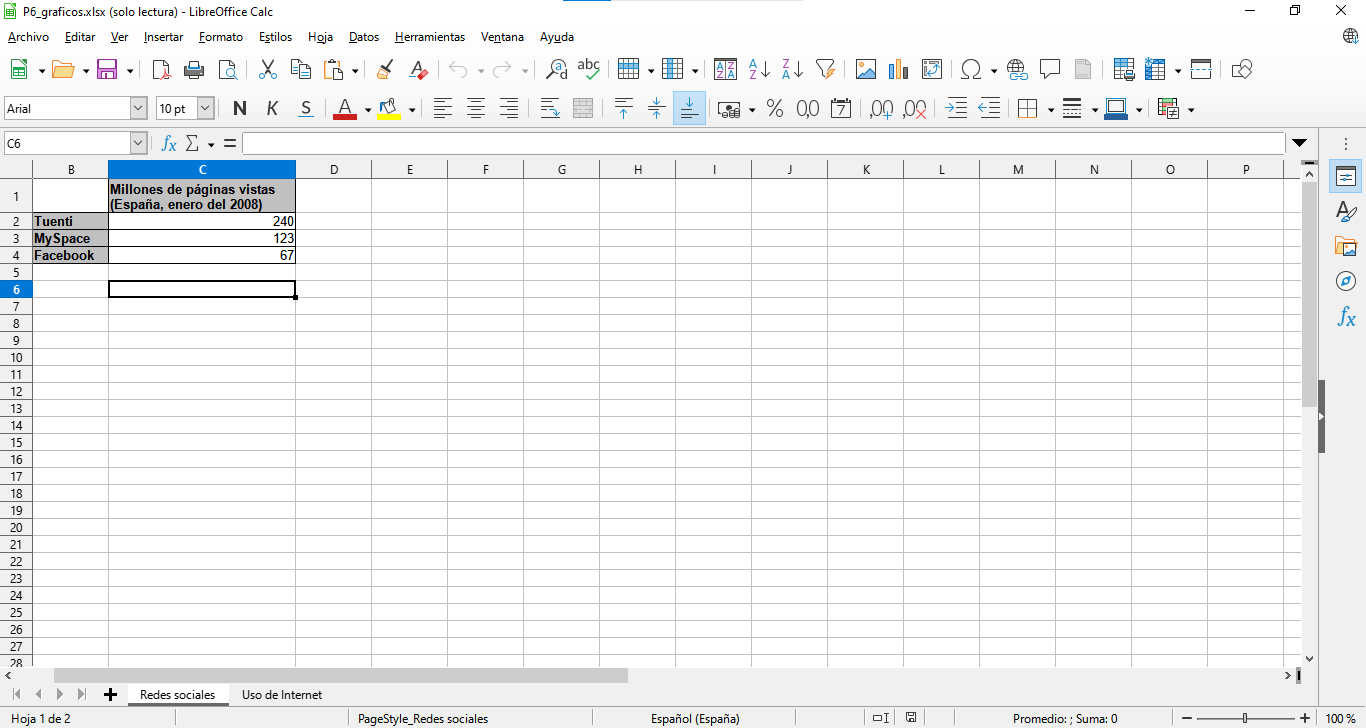 P6_graficos.xlsx (solo lectura) - LibreOffice Calc
Archivo Editar Ver Insertar Formato Estilos Hoja Datos Herramientas Ventana Ayuda
Arial 10 pt N K S
C6
B C D E F G H I J K L M N O P
1 Millones de páginas vistas
(España, enero del 2008)
2 Tuenti 240
3 MySpace 123
4 Facebook 67
5
6
7
8
9
10
11
12
13
14
15
16
17
18
19
20
21
22
23
24
25
26
27
28
Redes sociales Uso de Internet
Hoja 1 de 2 PageStyle_Redes sociales Español (España) Promedio: ; Suma: 0 100 %